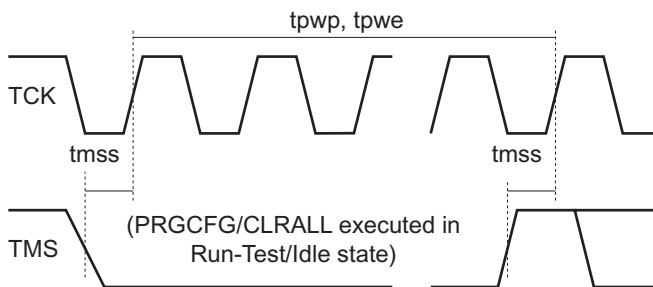 tpwp, tpwe
TCK
tmss
tmss
(PRGCFG/CLRALL executed in
Run-Test/Idle state)
TMS